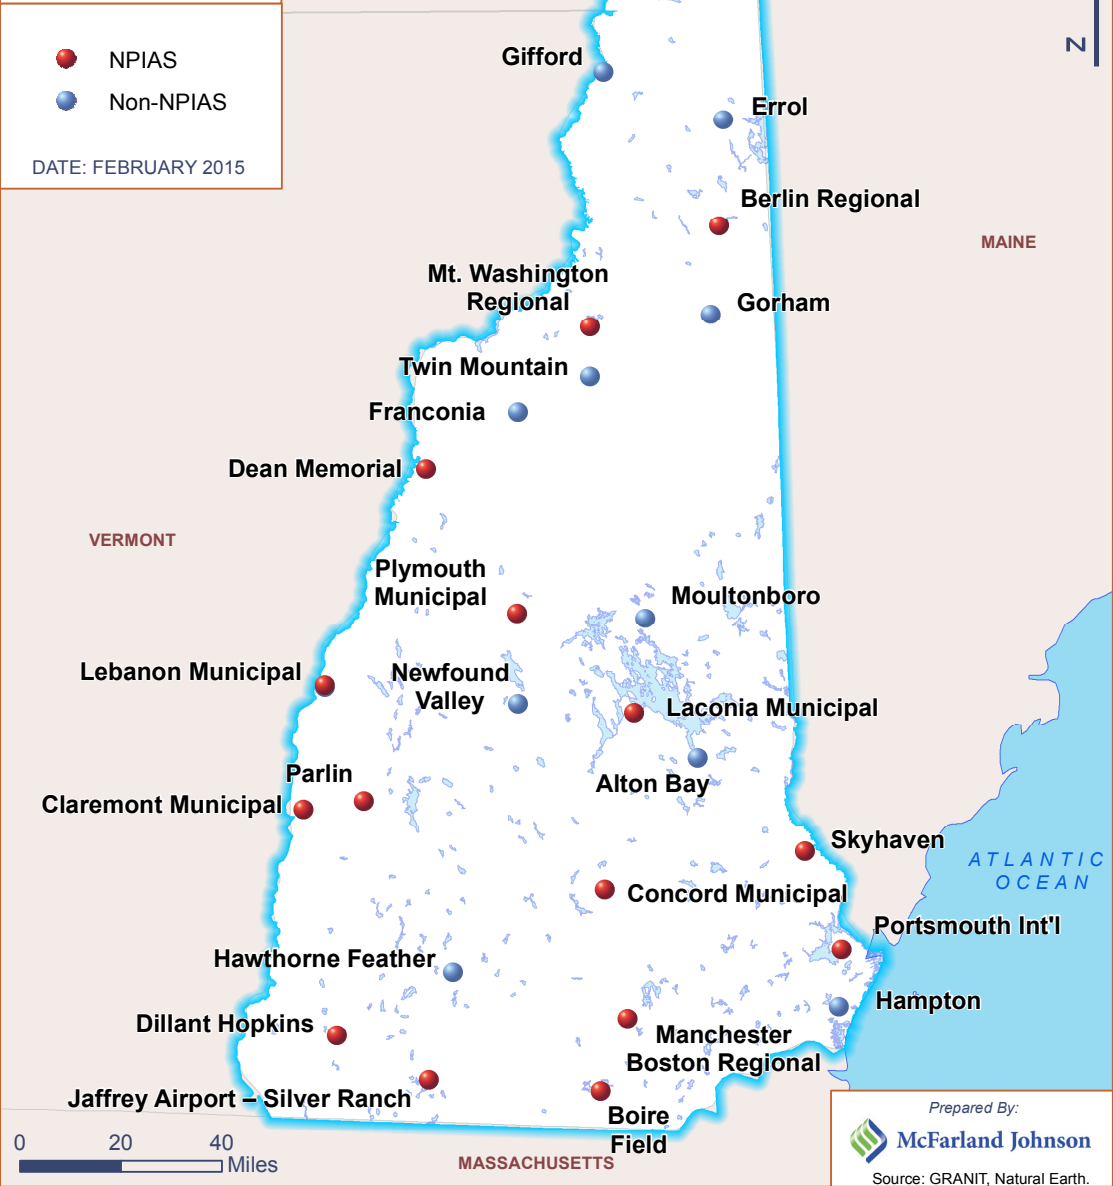 NPIAS
Non-NPIAS
DATE: FEBRUARY 2015
N
Gifford
Errol
Berlin Regional
MAINE
Mt. Washington
Regional
Gorham
Twin Mountain
Franconia
Dean Memorial
VERMONT
Plymouth
Municipal
Moultonboro
Lebanon Municipal
Newfound
Valley
Laconia Municipal
Parlin
Alton Bay
Claremont Municipal
Skyhaven
ATLANTIC
OCEAN
Concord Municipal
Portsmouth Int'l
Hawthorne Feather
Hampton
Dillant Hopkins
Manchester
Boston Regional
Jaffrey Airport – Silver Ranch
Boire
Field
MASSACHUSETTS
0 20 40
Miles
Prepared By:
McFarland Johnson
Source: GRANIT, Natural Earth.